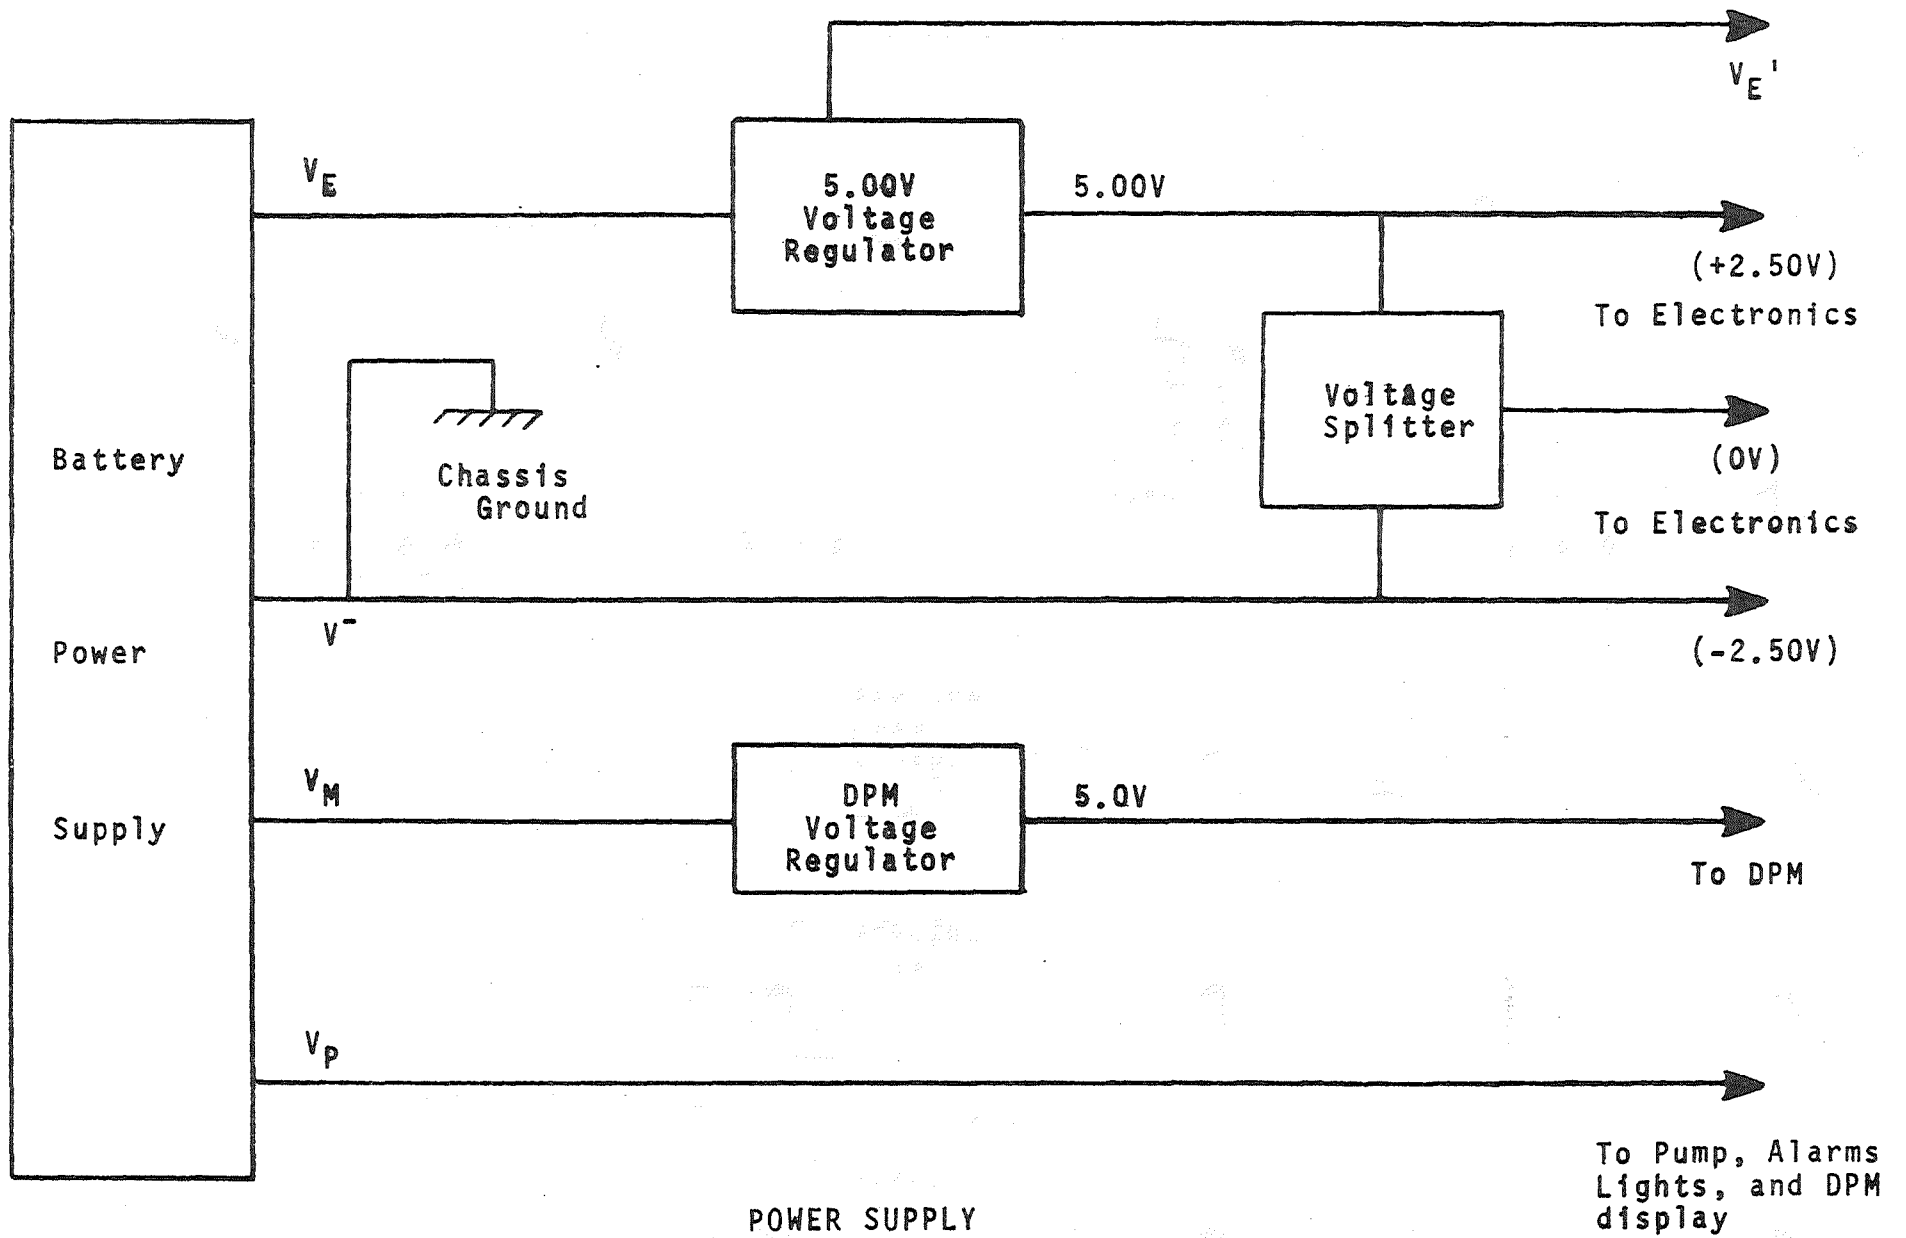 V_E'
V_E
5.00V
Voltage
Regulator
5.00V
(+2.50V)
To Electronics
Voltage
Splitter
(0V)
To Electronics
Chassis
Ground
Battery
Power
Supply
V⁻
(-2.50V)
V_M
DPM
Voltage
Regulator
5.0V
To DPM
V_P
To Pump, Alarms
Lights, and DPM
display
POWER SUPPLY